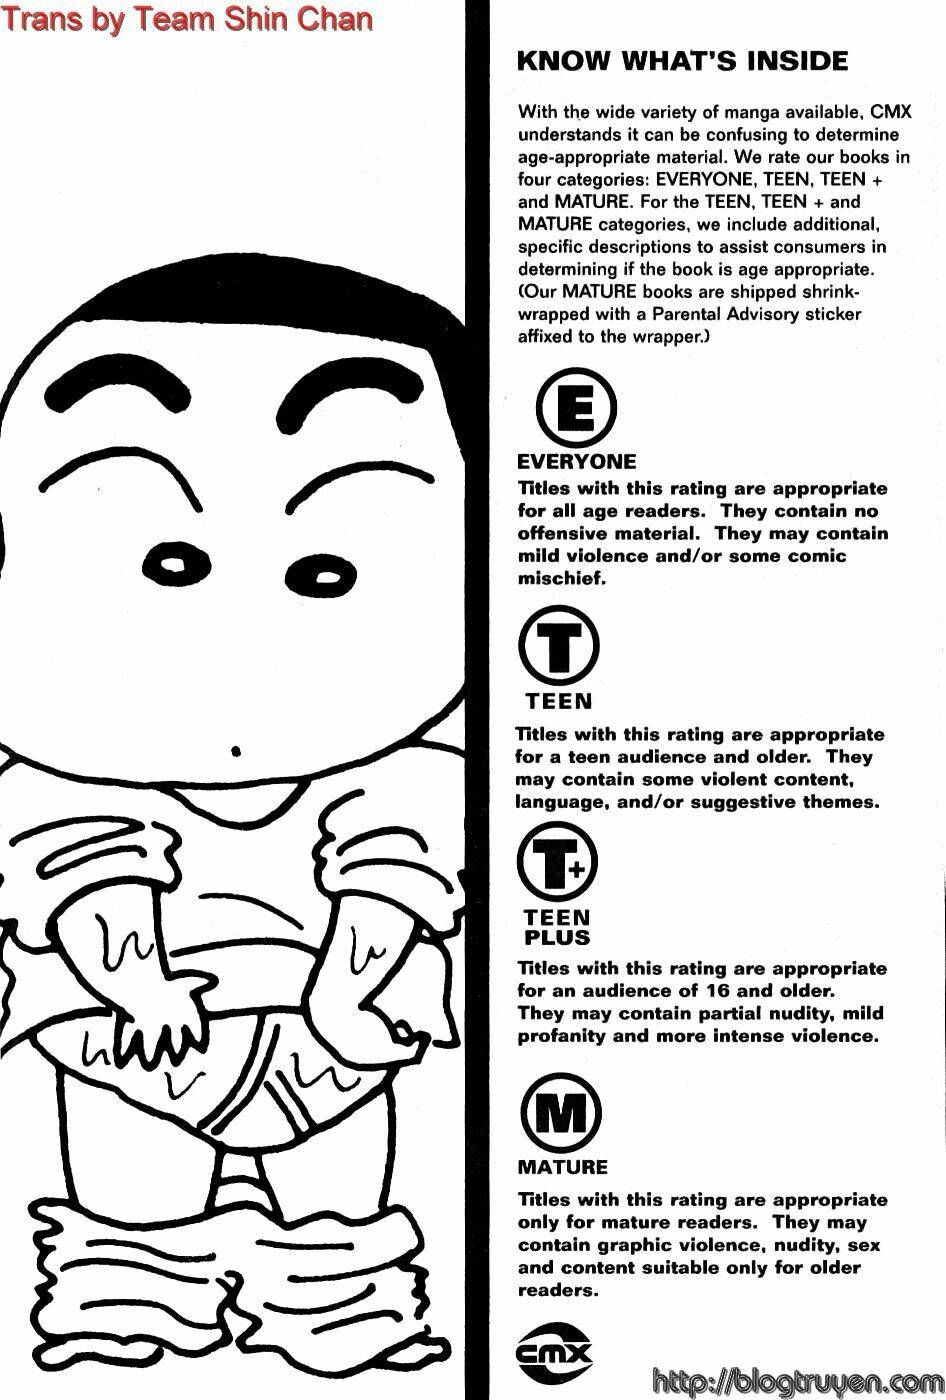 Trans by Team Shin Chan
KNOW WHAT'S INSIDE
With the wide variety of manga available, CMX
understands it can be confusing to determine
age-appropriate material. We rate our books in
four categories: EVERYONE, TEEN, TEEN +
and MATURE. For the TEEN, TEEN + and
MATURE categories, we include additional,
specific descriptions to assist consumers in
determining if the book is age appropriate.
(Our MATURE books are shipped shrink-
wrapped with a Parental Advisory sticker
affixed to the wrapper.)
E
EVERYONE
Titles with this rating are appropriate
for all age readers. They contain no
offensive material. They may contain
mild violence and/or some comic
mischief.
T
TEEN
Titles with this rating are appropriate
for a teen audience and older. They
may contain some violent content,
language, and/or suggestive themes.
T+
TEEN
PLUS
Titles with this rating are appropriate
for an audience of 16 and older.
They may contain partial nudity, mild
profanity and more intense violence.
M
MATURE
Titles with this rating are appropriate
only for mature readers. They may
contain graphic violence, nudity, sex
and content suitable only for older
readers.
cmx
http://blogtruyen.com